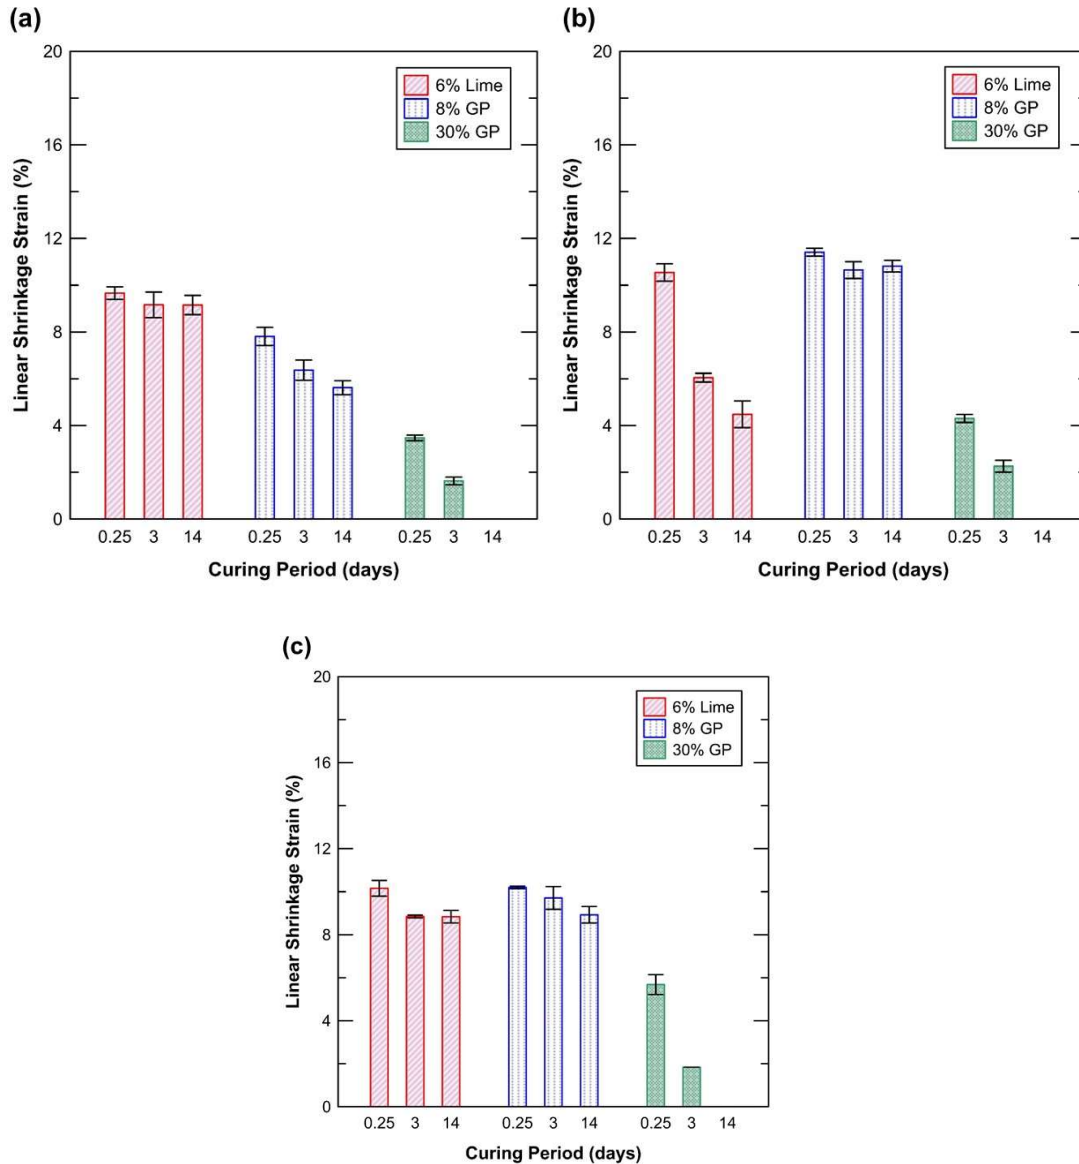 (a)
20
16
12
8
4
0
Linear Shrinkage Strain (%)
6% Lime
8% GP
30% GP
0.25 3 14 0.25 3 14 0.25 3 14
Curing Period (days)
(b)
20
16
12
8
4
0
Linear Shrinkage Strain (%)
6% Lime
8% GP
30% GP
0.25 3 14 0.25 3 14 0.25 3 14
Curing Period (days)
(c)
20
16
12
8
4
0
Linear Shrinkage Strain (%)
6% Lime
8% GP
30% GP
0.25 3 14 0.25 3 14 0.25 3 14
Curing Period (days)